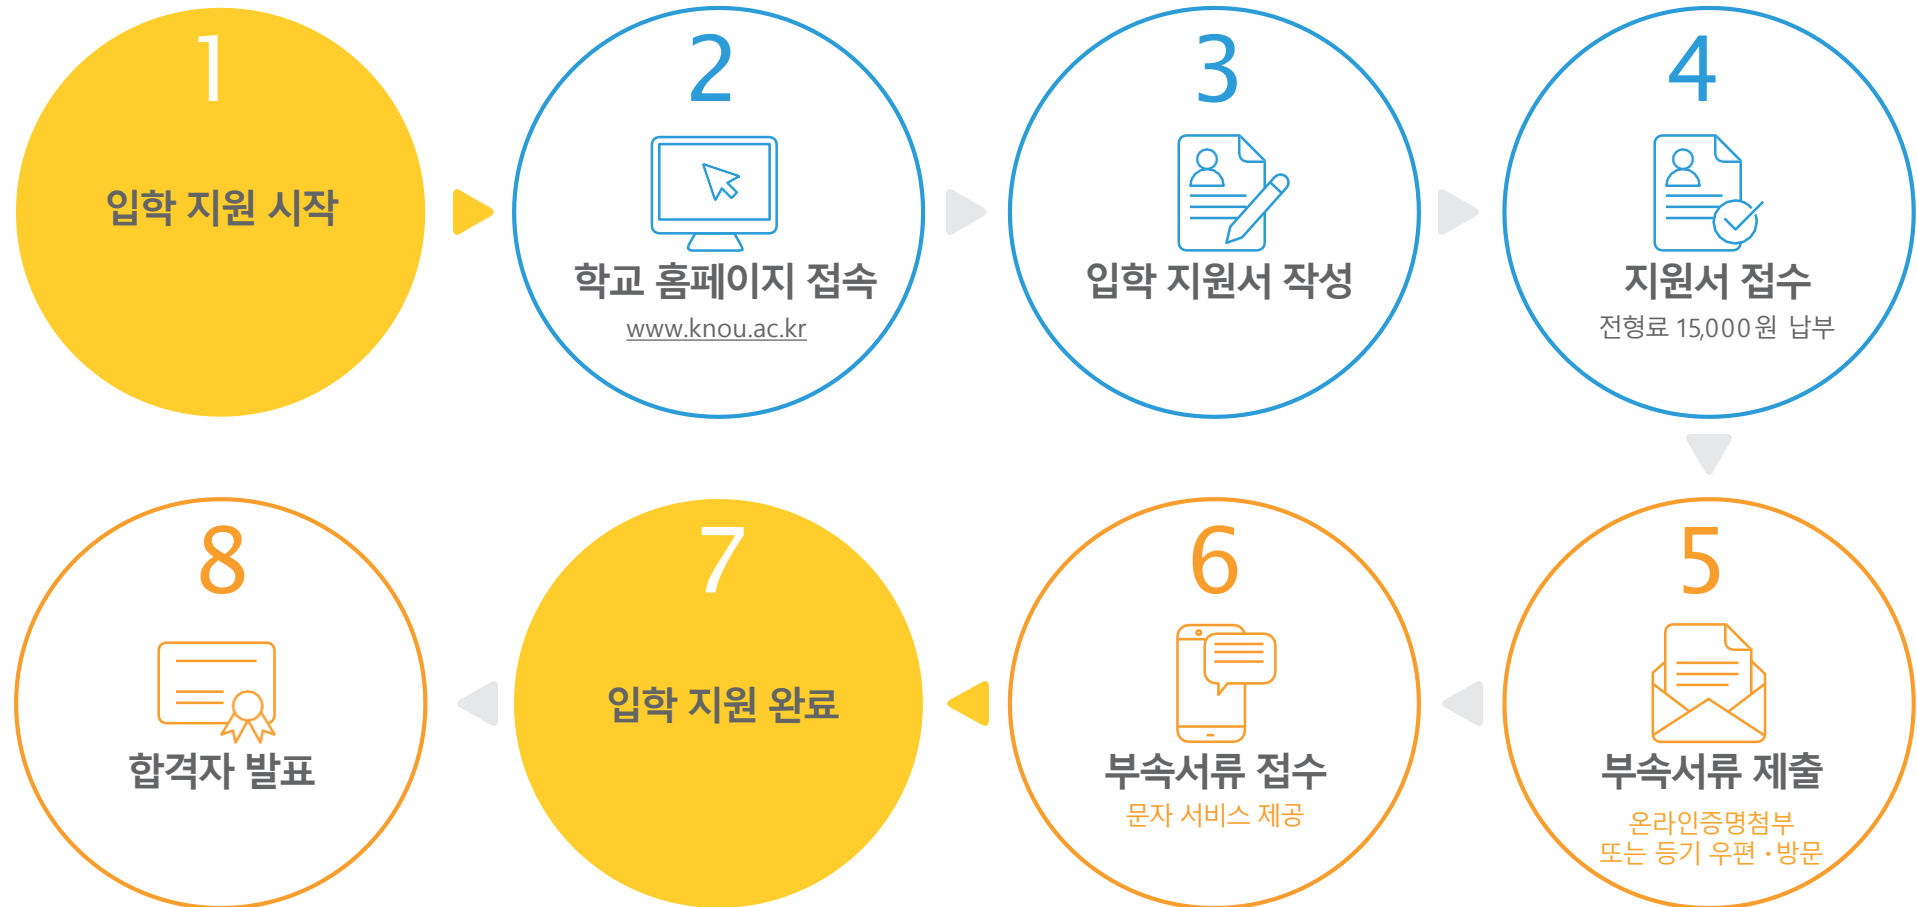 1
입학 지원 시작
2
학교 홈페이지 접속
www.knou.ac.kr
3
입학 지원서 작성
4
지원서 접수
전형료 15,000원 납부
5
부속서류 제출
온라인증명첨부
또는 등기 우편·방문
6
부속서류 접수
문자 서비스 제공
7
입학 지원 완료
8
합격자 발표